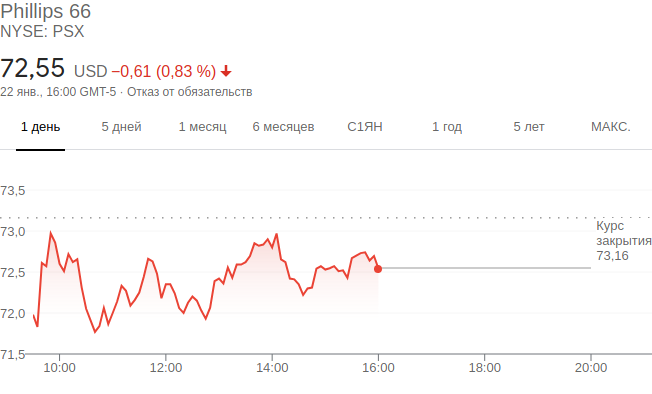 Phillips 66
NYSE: PSX
72,55 USD −0,61 (0,83 %)
22 янв., 16:00 GMT-5 · Отказ от обязательств
1 день 5 дней 1 месяц 6 месяцев С1ЯН 1 год 5 лет МАКС.
73,5
73,0
72,5
72,0
71,5
Курс
закрытия
73,16
10:00 12:00 14:00 16:00 18:00 20:00